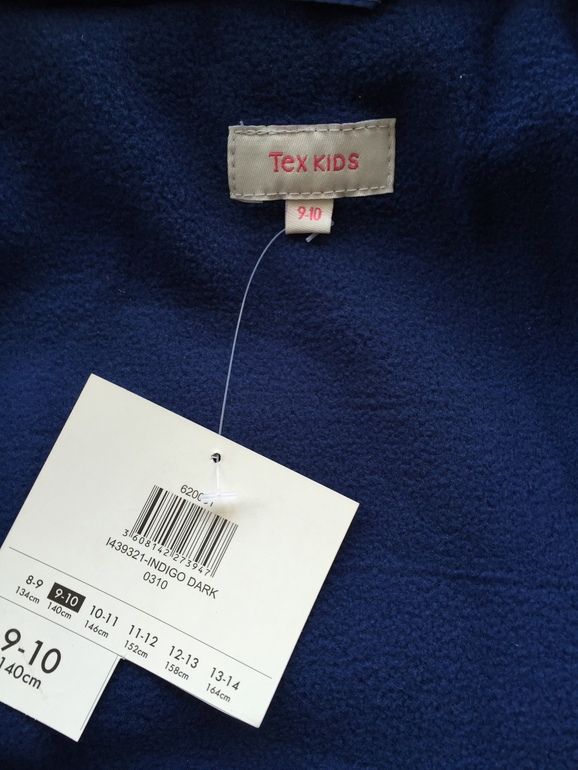 Tex KIDS
9-10
3608142273947
I439321-INDIGO DARK
0310
8-9 9-10 10-11 11-12 12-13 13-14
134cm 140cm 146cm 152cm 158cm 164cm
9-10
140cm